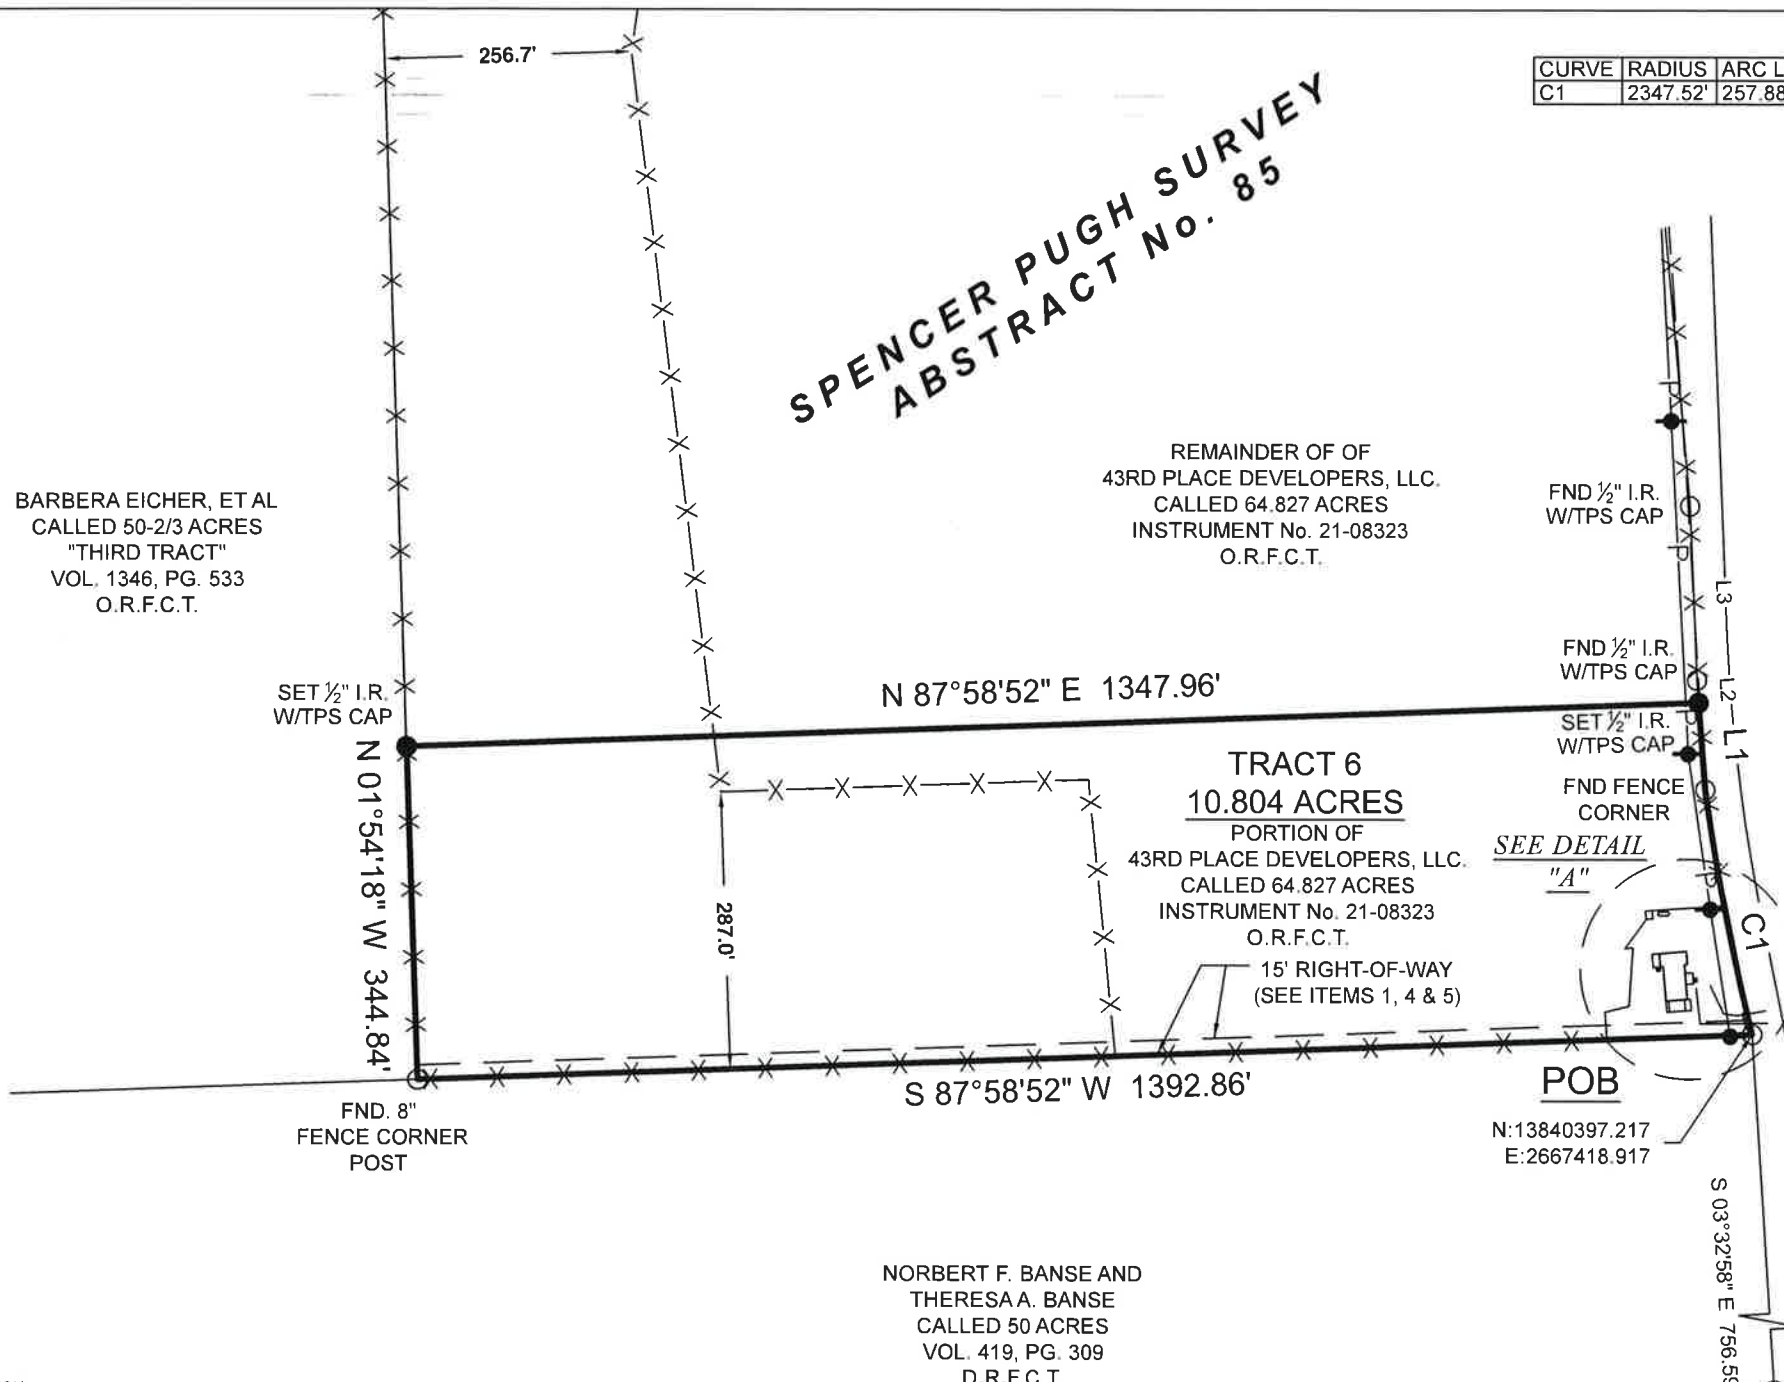 256.7'
CURVE RADIUS ARC L
C1 2347.52' 257.88
SPENCER PUGH SURVEY
ABSTRACT No. 85
BARBERA EICHER, ET AL
CALLED 50-2/3 ACRES
"THIRD TRACT"
VOL. 1346, PG. 533
O.R.F.C.T.
REMAINDER OF OF
43RD PLACE DEVELOPERS, LLC.
CALLED 64.827 ACRES
INSTRUMENT No. 21-08323
O.R.F.C.T.
P
FND ½" I.R.
W/TPS CAP
P
L3
FND ½" I.R.
W/TPS CAP
L2
SET ½" I.R.
W/TPS CAP
N 87°58'52" E 1347.96'
SET ½" I.R.
W/TPS CAP
P
L1
N 01°54'18" W 344.84'
TRACT 6
10.804 ACRES
PORTION OF
43RD PLACE DEVELOPERS, LLC.
CALLED 64.827 ACRES
INSTRUMENT No. 21-08323
O.R.F.C.T.
FND FENCE
CORNER
SEE DETAIL
"A"
P
C1
287.0'
15' RIGHT-OF-WAY
(SEE ITEMS 1, 4 & 5)
S 87°58'52" W 1392.86'
POB
N:13840397.217
E:2667418.917
FND. 8"
FENCE CORNER
POST
S 03°32'58" E 756.59
NORBERT F. BANSE AND
THERESA A. BANSE
CALLED 50 ACRES
VOL. 419, PG. 309
D.R.F.C.T.